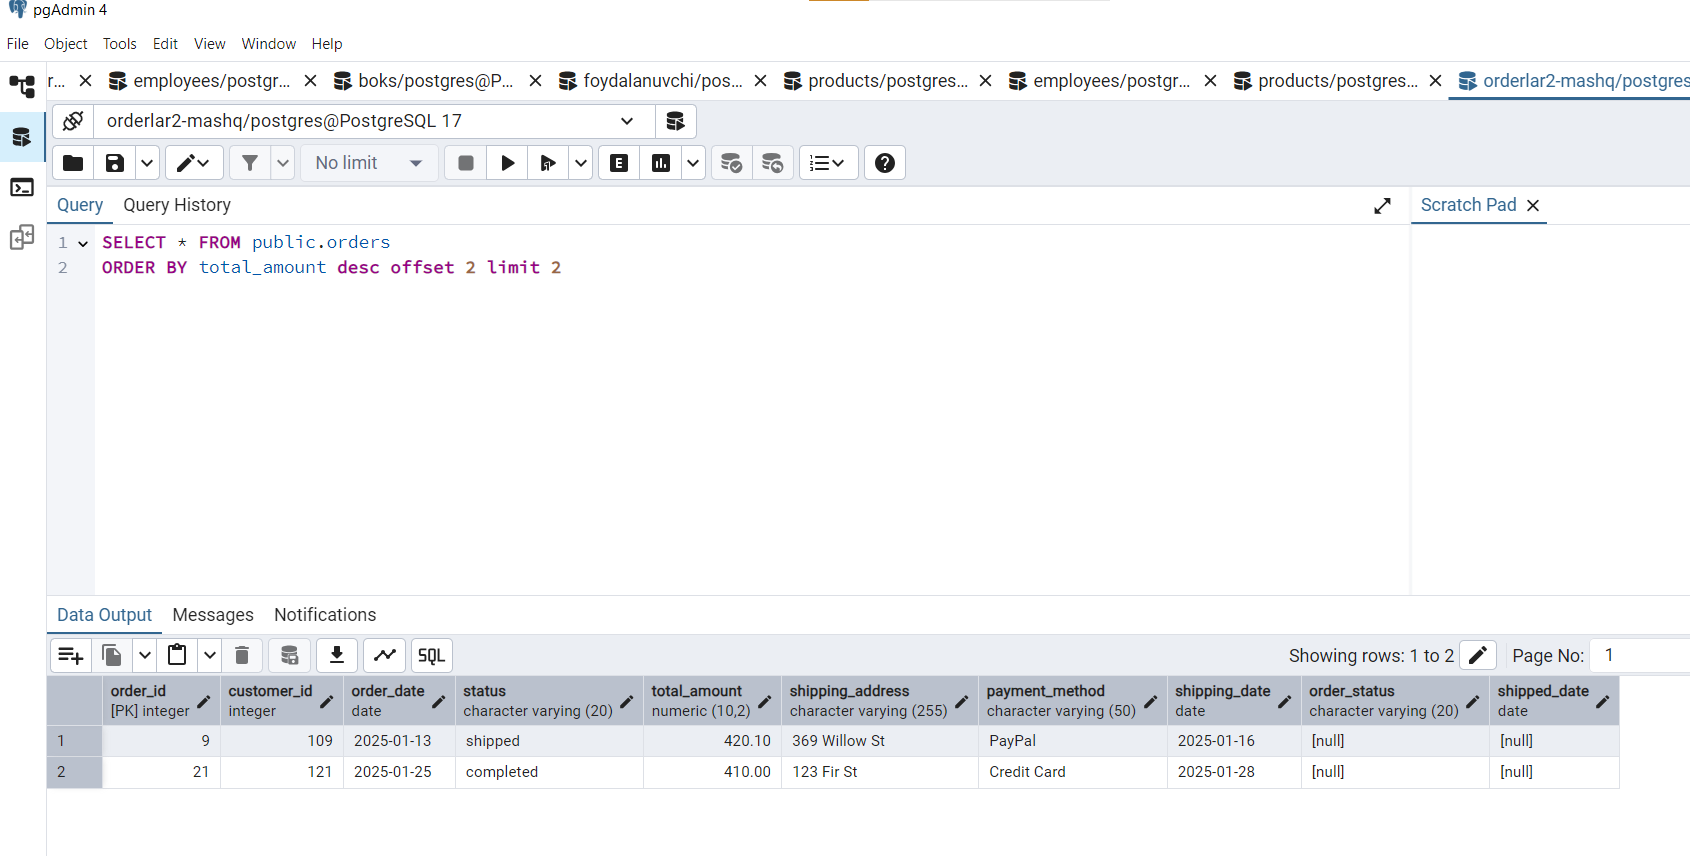 pgAdmin 4
File Object Tools Edit View Window Help
r... employees/postgr... boks/postgres@P... foydalanuvchi/pos... products/postgres... employees/postgr... products/postgres... orderlar2-mashq/postgres
orderlar2-mashq/postgres@PostgreSQL 17
No limit E
Query Query History Scratch Pad
1 SELECT * FROM public.orders
2 ORDER BY total_amount desc offset 2 limit 2
Data Output Messages Notifications
SQL Showing rows: 1 to 2 Page No: 1
order_id customer_id order_date status total_amount shipping_address payment_method shipping_date order_status shipped_date
[PK] integer integer date character varying (20) numeric (10,2) character varying (255) character varying (50) date character varying (20) date
1 9 109 2025-01-13 shipped 420.10 369 Willow St PayPal 2025-01-16 [null] [null]
2 21 121 2025-01-25 completed 410.00 123 Fir St Credit Card 2025-01-28 [null] [null]